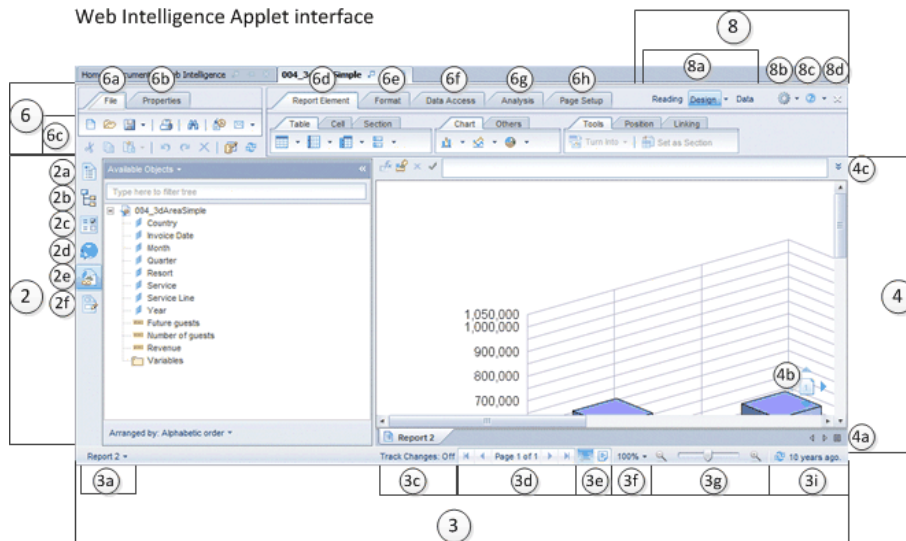 Web Intelligence Applet interface
8
8a
8b 8c 8d
6a 6b 6d 6e 6f 6g 6h
Web Intelligence
File Properties
Report Element Format Data Access Analysis Page Setup
Reading Design Data
6
6c
Table Cell Section
Chart Others
Tools Position Linking
Turn into Set as Section
2
2a
2b
2c
2d
2e
2f
Available Objects
Type here to filter tree
004_3dAreaSimple
Country
Invoice Date
Month
Quarter
Resort
Service
Service Line
Year
Future guests
Number of guests
Revenue
Variables
Arranged by: Alphabetic order
4c
4
1,050,000
1,000,000
900,000
800,000
700,000
4b
4a
Report 2
Report 2
Track Changes: Off
Page 1 of 1
100%
10 years ago.
3a 3c 3d 3e 3f 3g 3i
3